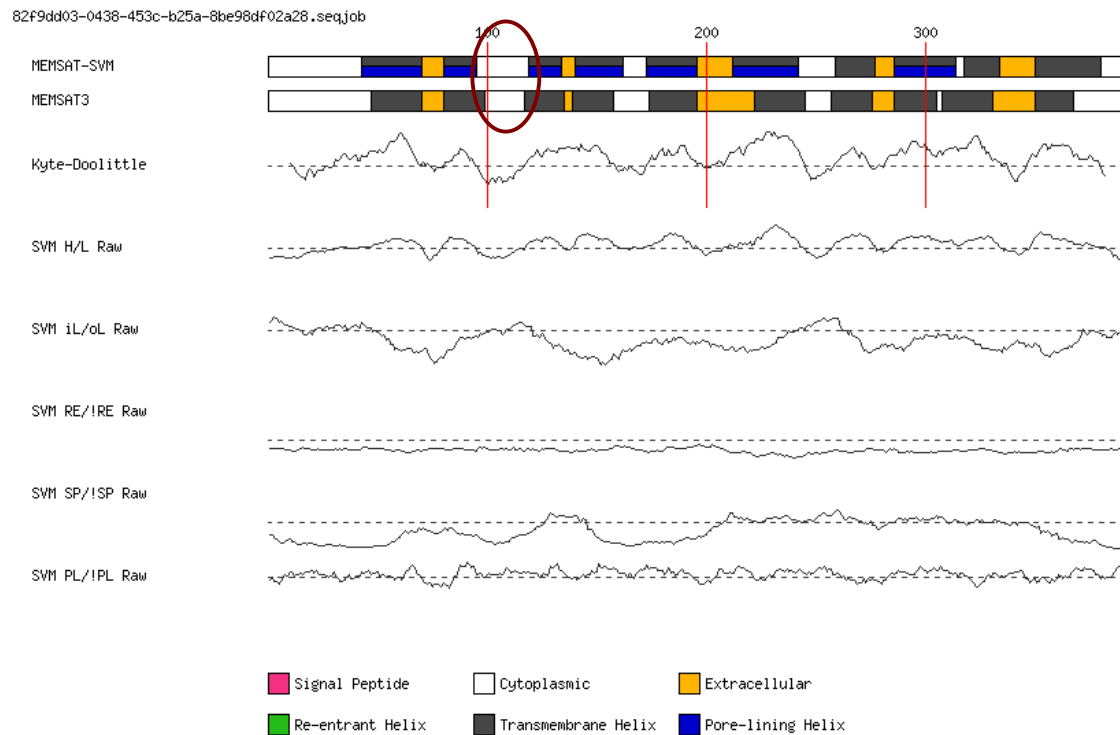 82f9dd03-0438-453c-b25a-8be98df02a28.seqjob
100 200 300
MEMSAT-SVM
MEMSAT3
Kyte-Doolittle
SVM H/L Raw
SVM iL/oL Raw
SVM RE/!RE Raw
SVM SP/!SP Raw
SVM PL/!PL Raw
Signal Peptide Cytoplasmic Extracellular
Re-entrant Helix Transmembrane Helix Pore-lining Helix